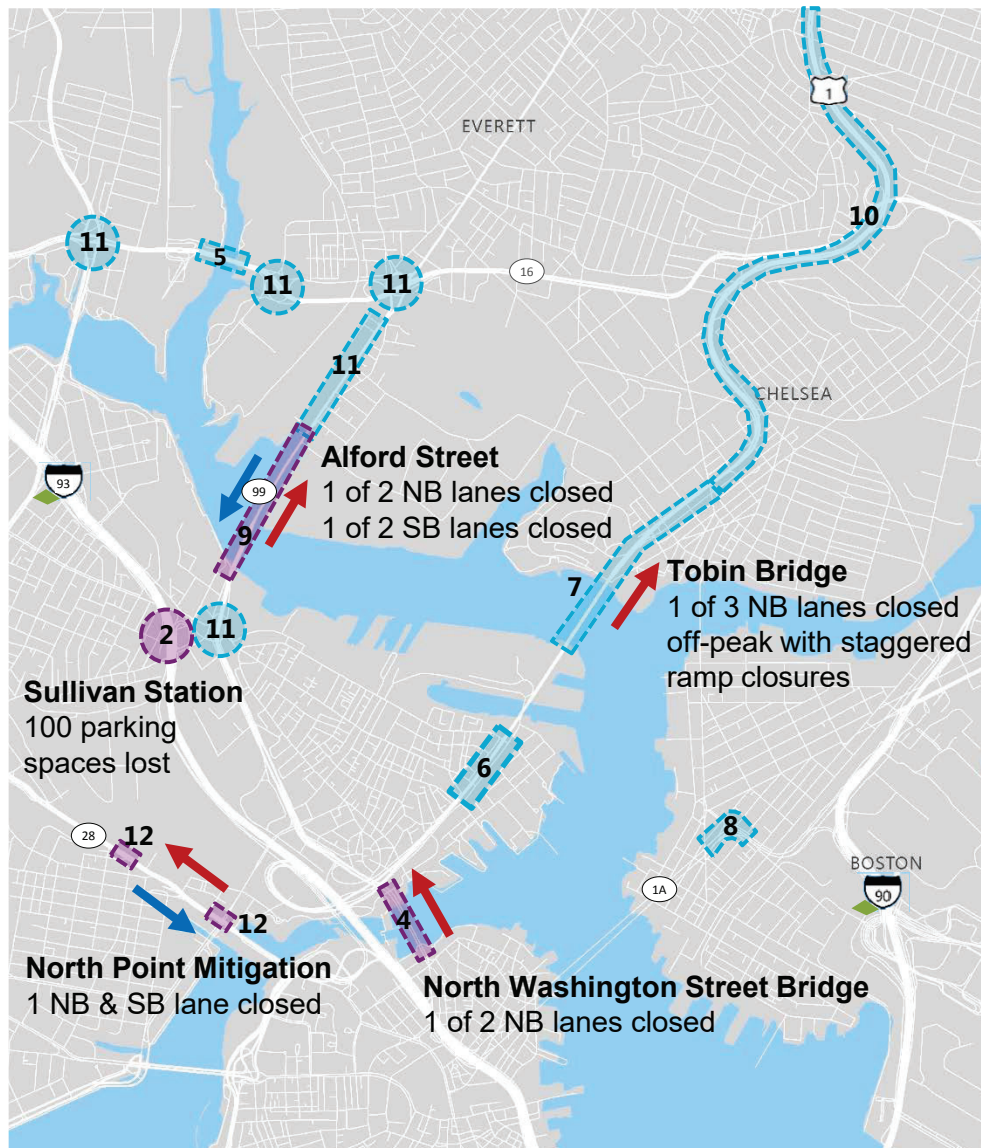 1
EVERETT
10
11
5
11
11
16
11
CHELSEA
Alford Street
1 of 2 NB lanes closed
1 of 2 SB lanes closed
93
99
9
7
Tobin Bridge
1 of 3 NB lanes closed
off-peak with staggered
ramp closures
2
11
Sullivan Station
100 parking
spaces lost
6
8
28
12
12
BOSTON
1A
90
4
North Point Mitigation
1 NB & SB lane closed
North Washington Street Bridge
1 of 2 NB lanes closed